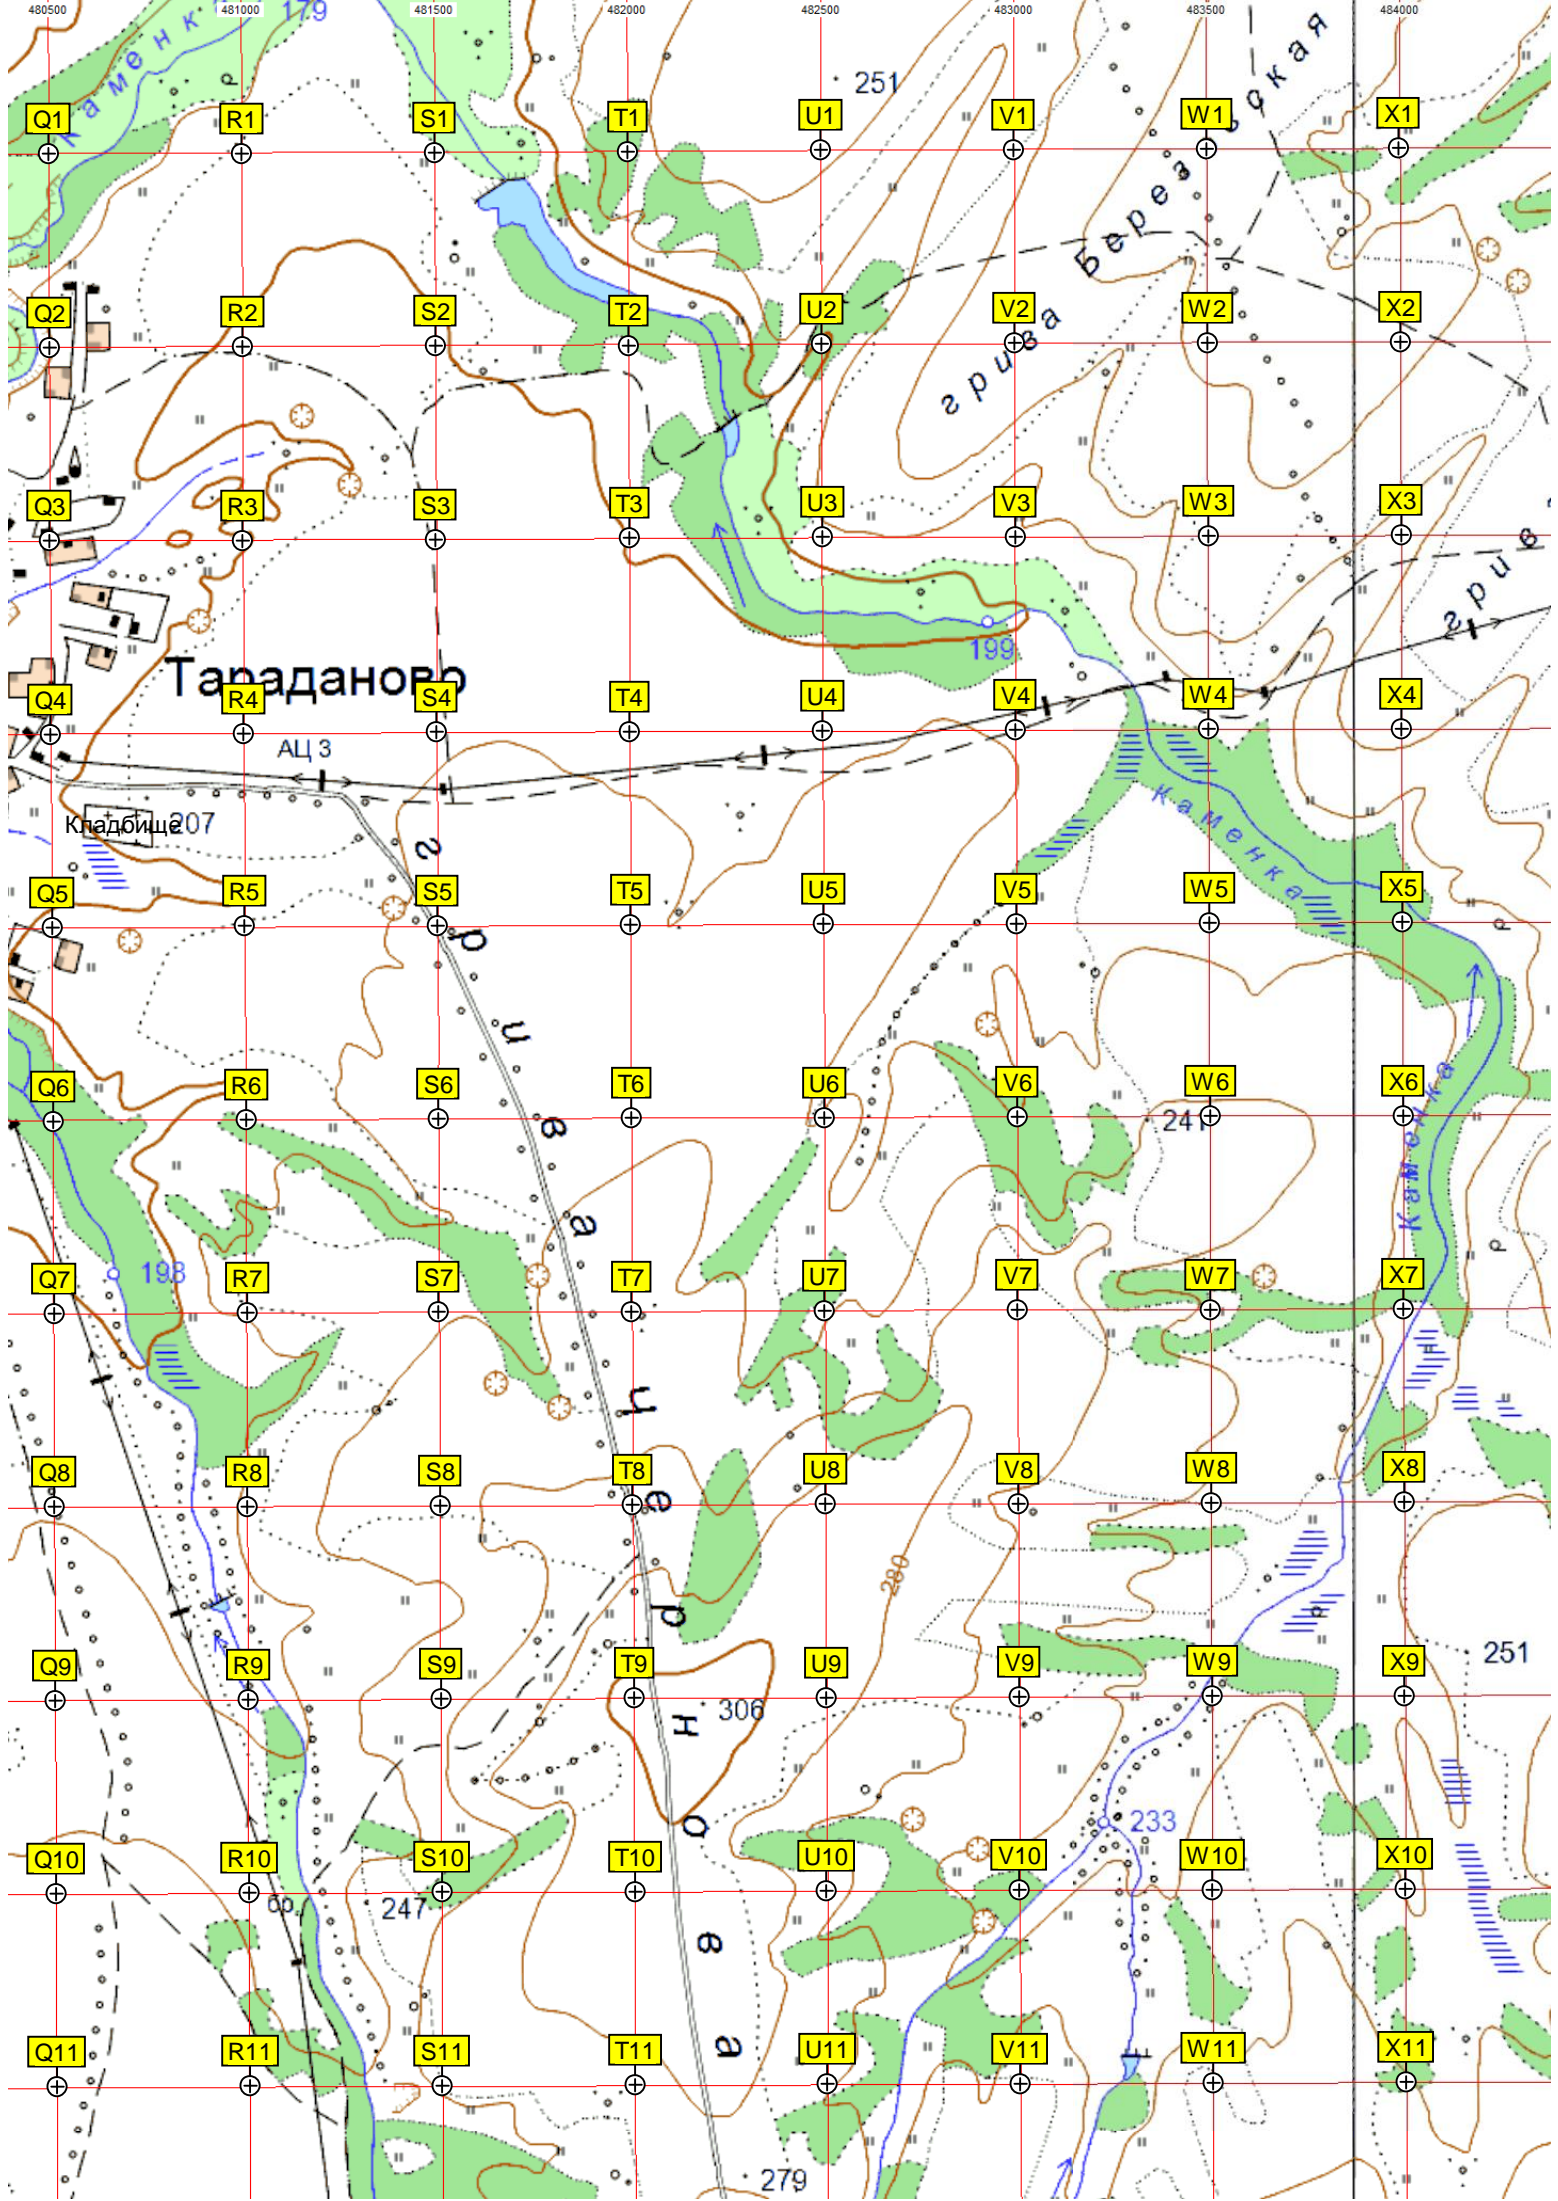 480500 481000 481500 482000 482500 483000 483500 484000
179
Каменк
251
Березовская
грива
Q1 R1 S1 T1 U1 V1 W1 X1
Q2 R2 S2 T2 U2 V2 W2 X2
Q3 R3 S3 T3 U3 V3 W3 X3
грив
199
Тараданово
Q4 R4 S4 T4 U4 V4 W4 X4
АЦ 3
Кладбище
207
Каменка
Q5 R5 S5 T5 U5 V5 W5 X5
грива
Q6 R6 S6 T6 U6 V6 W6 X6
241
Каменка
198
Q7 R7 S7 T7 U7 V7 W7 X7
Чернова
Q8 R8 S8 T8 U8 V8 W8 X8
280
251
Q9 R9 S9 T9 U9 V9 W9 X9
306
233
Q10 R10 S10 T10 U10 V10 W10 X10
бр.
247
Q11 R11 S11 T11 U11 V11 W11 X11
279